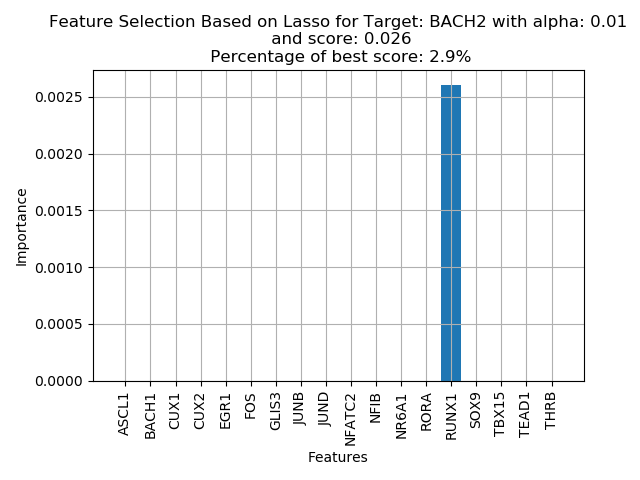 Feature Selection Based on Lasso for Target: BACH2 with alpha: 0.01
and score: 0.026
Percentage of best score: 2.9%
0.0025
0.0020
0.0015
0.0010
0.0005
0.0000
Importance
ASCL1
BACH1
CUX1
CUX2
EGR1
FOS
GLIS3
JUNB
JUND
NFATC2
NFIB
NR6A1
RORA
RUNX1
SOX9
TBX15
TEAD1
THRB
Features